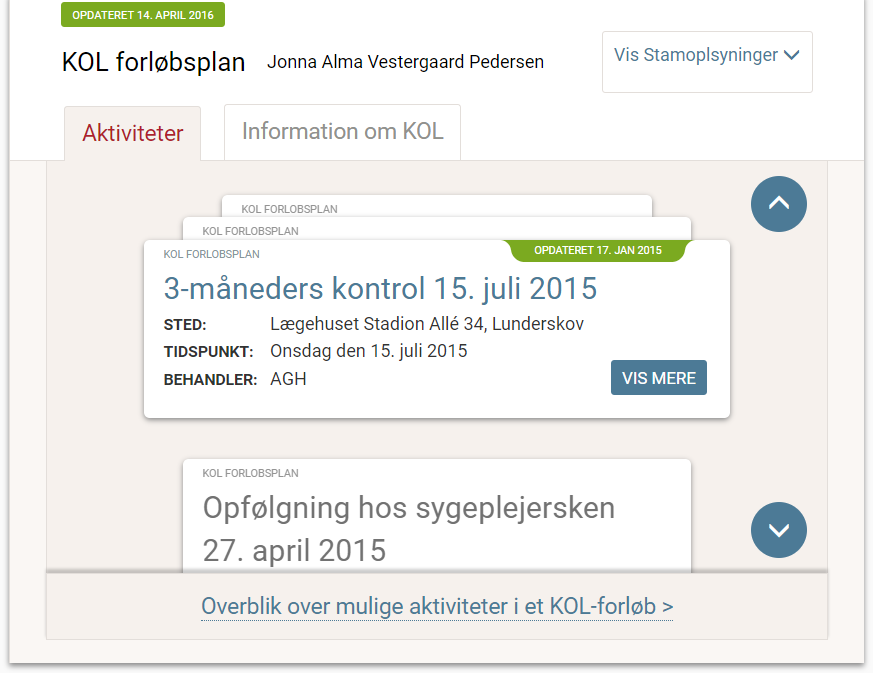 OPDATERET 14. APRIL 2016
KOL forløbsplan Jonna Alma Vestergaard Pedersen
Vis Stamoplsyninger
Aktiviteter
Information om KOL
KOL FORLOBSPLAN
KOL FORLOBSPLAN
KOL FORLOBSPLAN
OPDATERET 17. JAN 2015
3-måneders kontrol 15. juli 2015
STED: Lægehuset Stadion Allé 34, Lunderskov
TIDSPUNKT: Onsdag den 15. juli 2015
BEHANDLER: AGH
VIS MERE
KOL FORLOBSPLAN
Opfølgning hos sygeplejersken
27. april 2015
Overblik over mulige aktiviteter i et KOL-forløb >